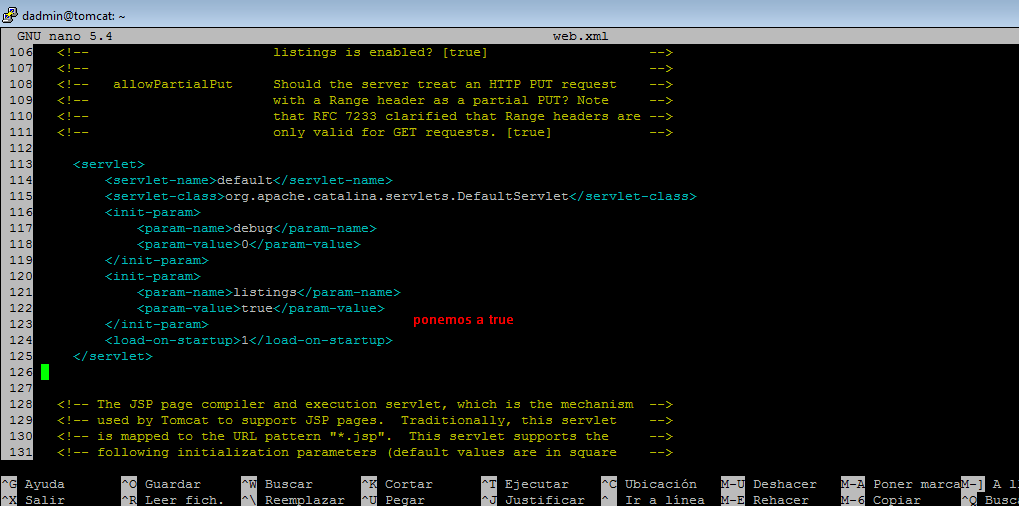 dadmin@tomcat: ~
GNU nano 5.4 web.xml
106 <!-- listings is enabled? [true] -->
107 <!-- -->
108 <!-- allowPartialPut Should the server treat an HTTP PUT request -->
109 <!-- with a Range header as a partial PUT? Note -->
110 <!-- that RFC 7233 clarified that Range headers are -->
111 <!-- only valid for GET requests. [true] -->
112
113 <servlet>
114 <servlet-name>default</servlet-name>
115 <servlet-class>org.apache.catalina.servlets.DefaultServlet</servlet-class>
116 <init-param>
117 <param-name>debug</param-name>
118 <param-value>0</param-value>
119 </init-param>
120 <init-param>
121 <param-name>listings</param-name>
122 <param-value>true</param-value>
ponemos a true
123 </init-param>
124 <load-on-startup>1</load-on-startup>
125 </servlet>
126
127
128 <!-- The JSP page compiler and execution servlet, which is the mechanism -->
129 <!-- used by Tomcat to support JSP pages. Traditionally, this servlet -->
130 <!-- is mapped to the URL pattern "*.jsp". This servlet supports the -->
131 <!-- following initialization parameters (default values are in square -->
^G Ayuda ^O Guardar ^W Buscar ^K Cortar ^T Ejecutar ^C Ubicación M-U Deshacer M-A Poner marca M-] A l
^X Salir ^R Leer fich. ^\ Reemplazar ^U Pegar ^J Justificar ^_ Ir a línea M-E Rehacer M-6 Copiar ^Q Busc